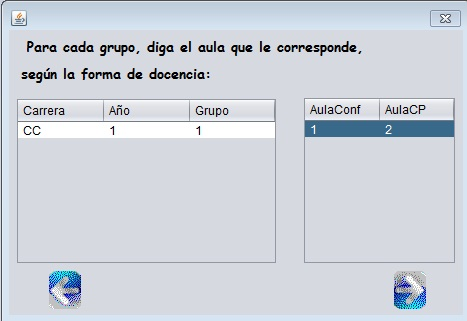 Para cada grupo, diga el aula que le corresponde,
según la forma de docencia:
Carrera Año Grupo
CC 1 1
AulaConf AulaCP
1 2